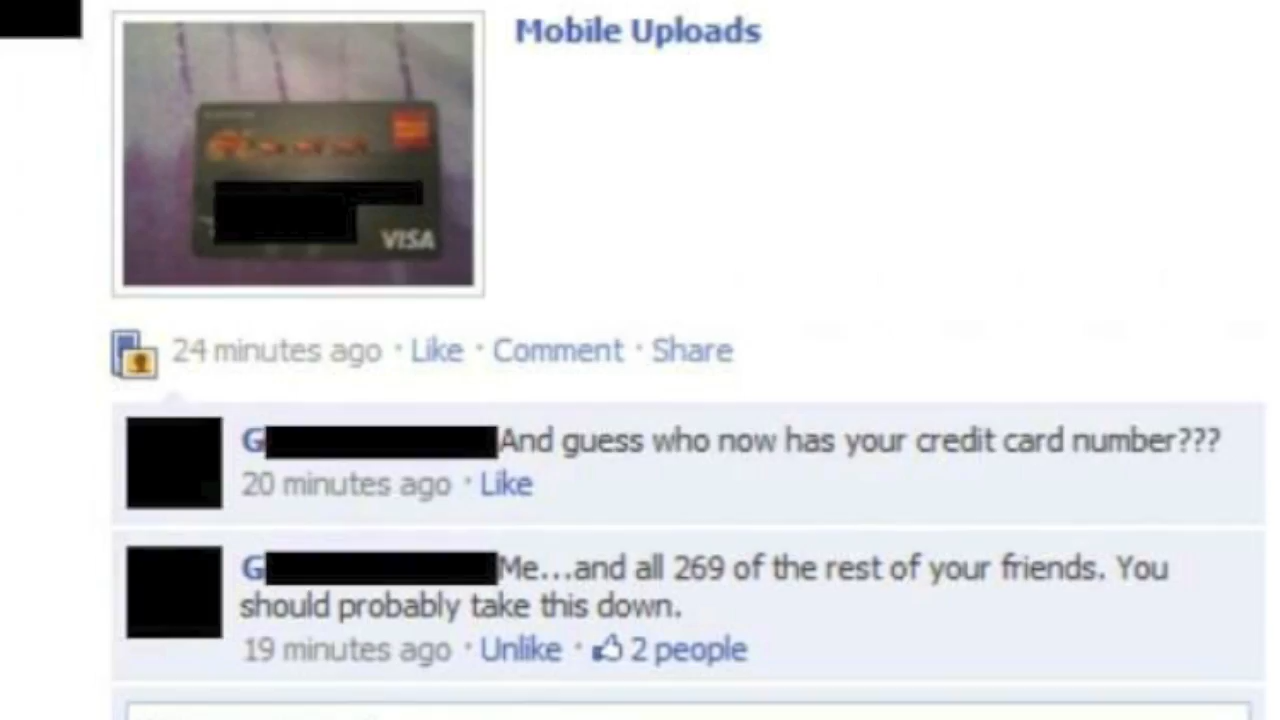 Mobile Uploads
VISA
24 minutes ago · Like · Comment · Share
G And guess who now has your credit card number???
20 minutes ago · Like
G Me...and all 269 of the rest of your friends. You
should probably take this down.
19 minutes ago · Unlike · 2 people